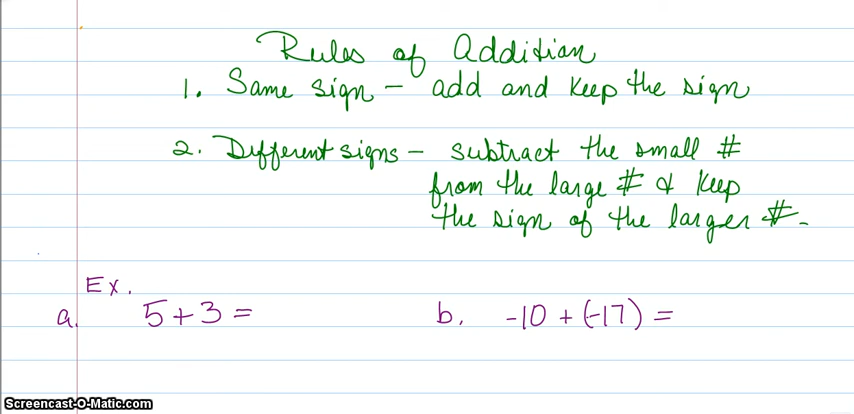 Rules of Addition
1. Same sign – add and keep the sign
2. Different signs – subtract the small #
from the large # & keep
the sign of the larger #.
Ex.
a. 5 + 3 =
b. -10 + (-17) =
Screencast-O-Matic.com